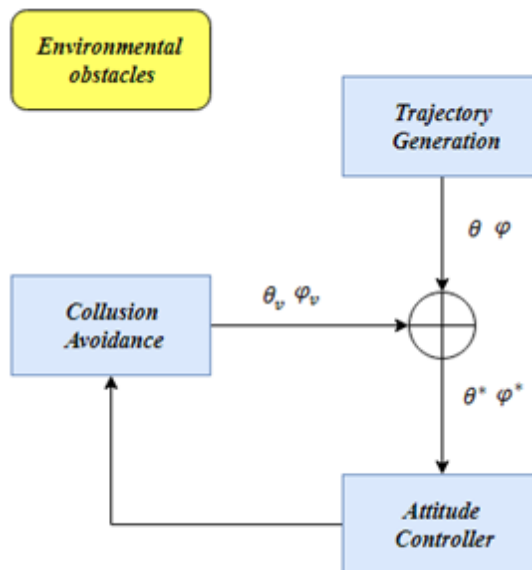 Environmental
obstacles
Trajectory
Generation
θ φ
Collusion
Avoidance
θᵥ φᵥ
θ* φ*
Attitude
Controller